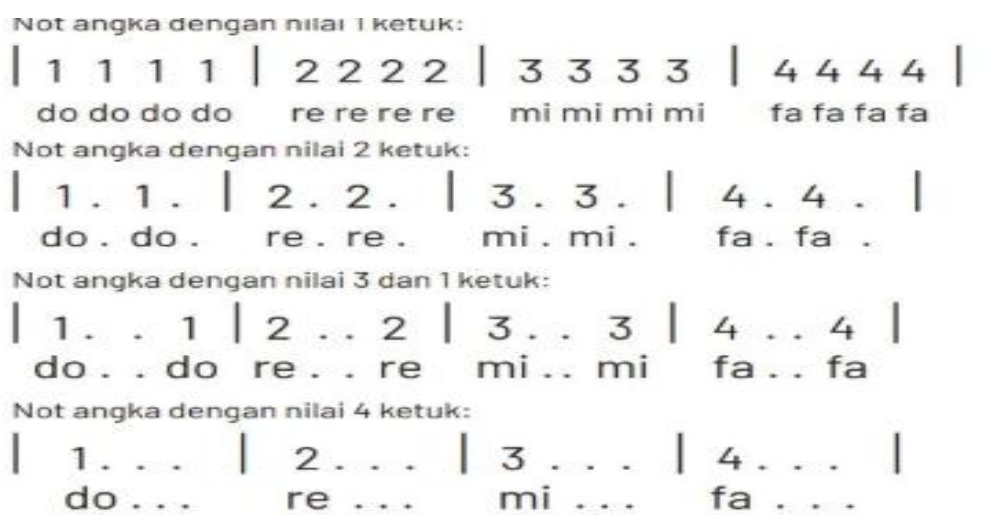 Not angka dengan nilai 1 ketuk:
| 1 1 1 1 | 2 2 2 2 | 3 3 3 3 | 4 4 4 4 |
do do do do re re re re mi mi mi mi fa fa fa fa
Not angka dengan nilai 2 ketuk:
| 1 . 1 . | 2 . 2 . | 3 . 3 . | 4 . 4 . |
do . do . re . re . mi . mi . fa . fa .
Not angka dengan nilai 3 dan 1 ketuk:
| 1 . . 1 | 2 . . 2 | 3 . . 3 | 4 . . 4 |
do . . do re . . re mi . . mi fa . . fa
Not angka dengan nilai 4 ketuk:
| 1 . . . | 2 . . . | 3 . . . | 4 . . . |
do . . . re . . . mi . . . fa . . .